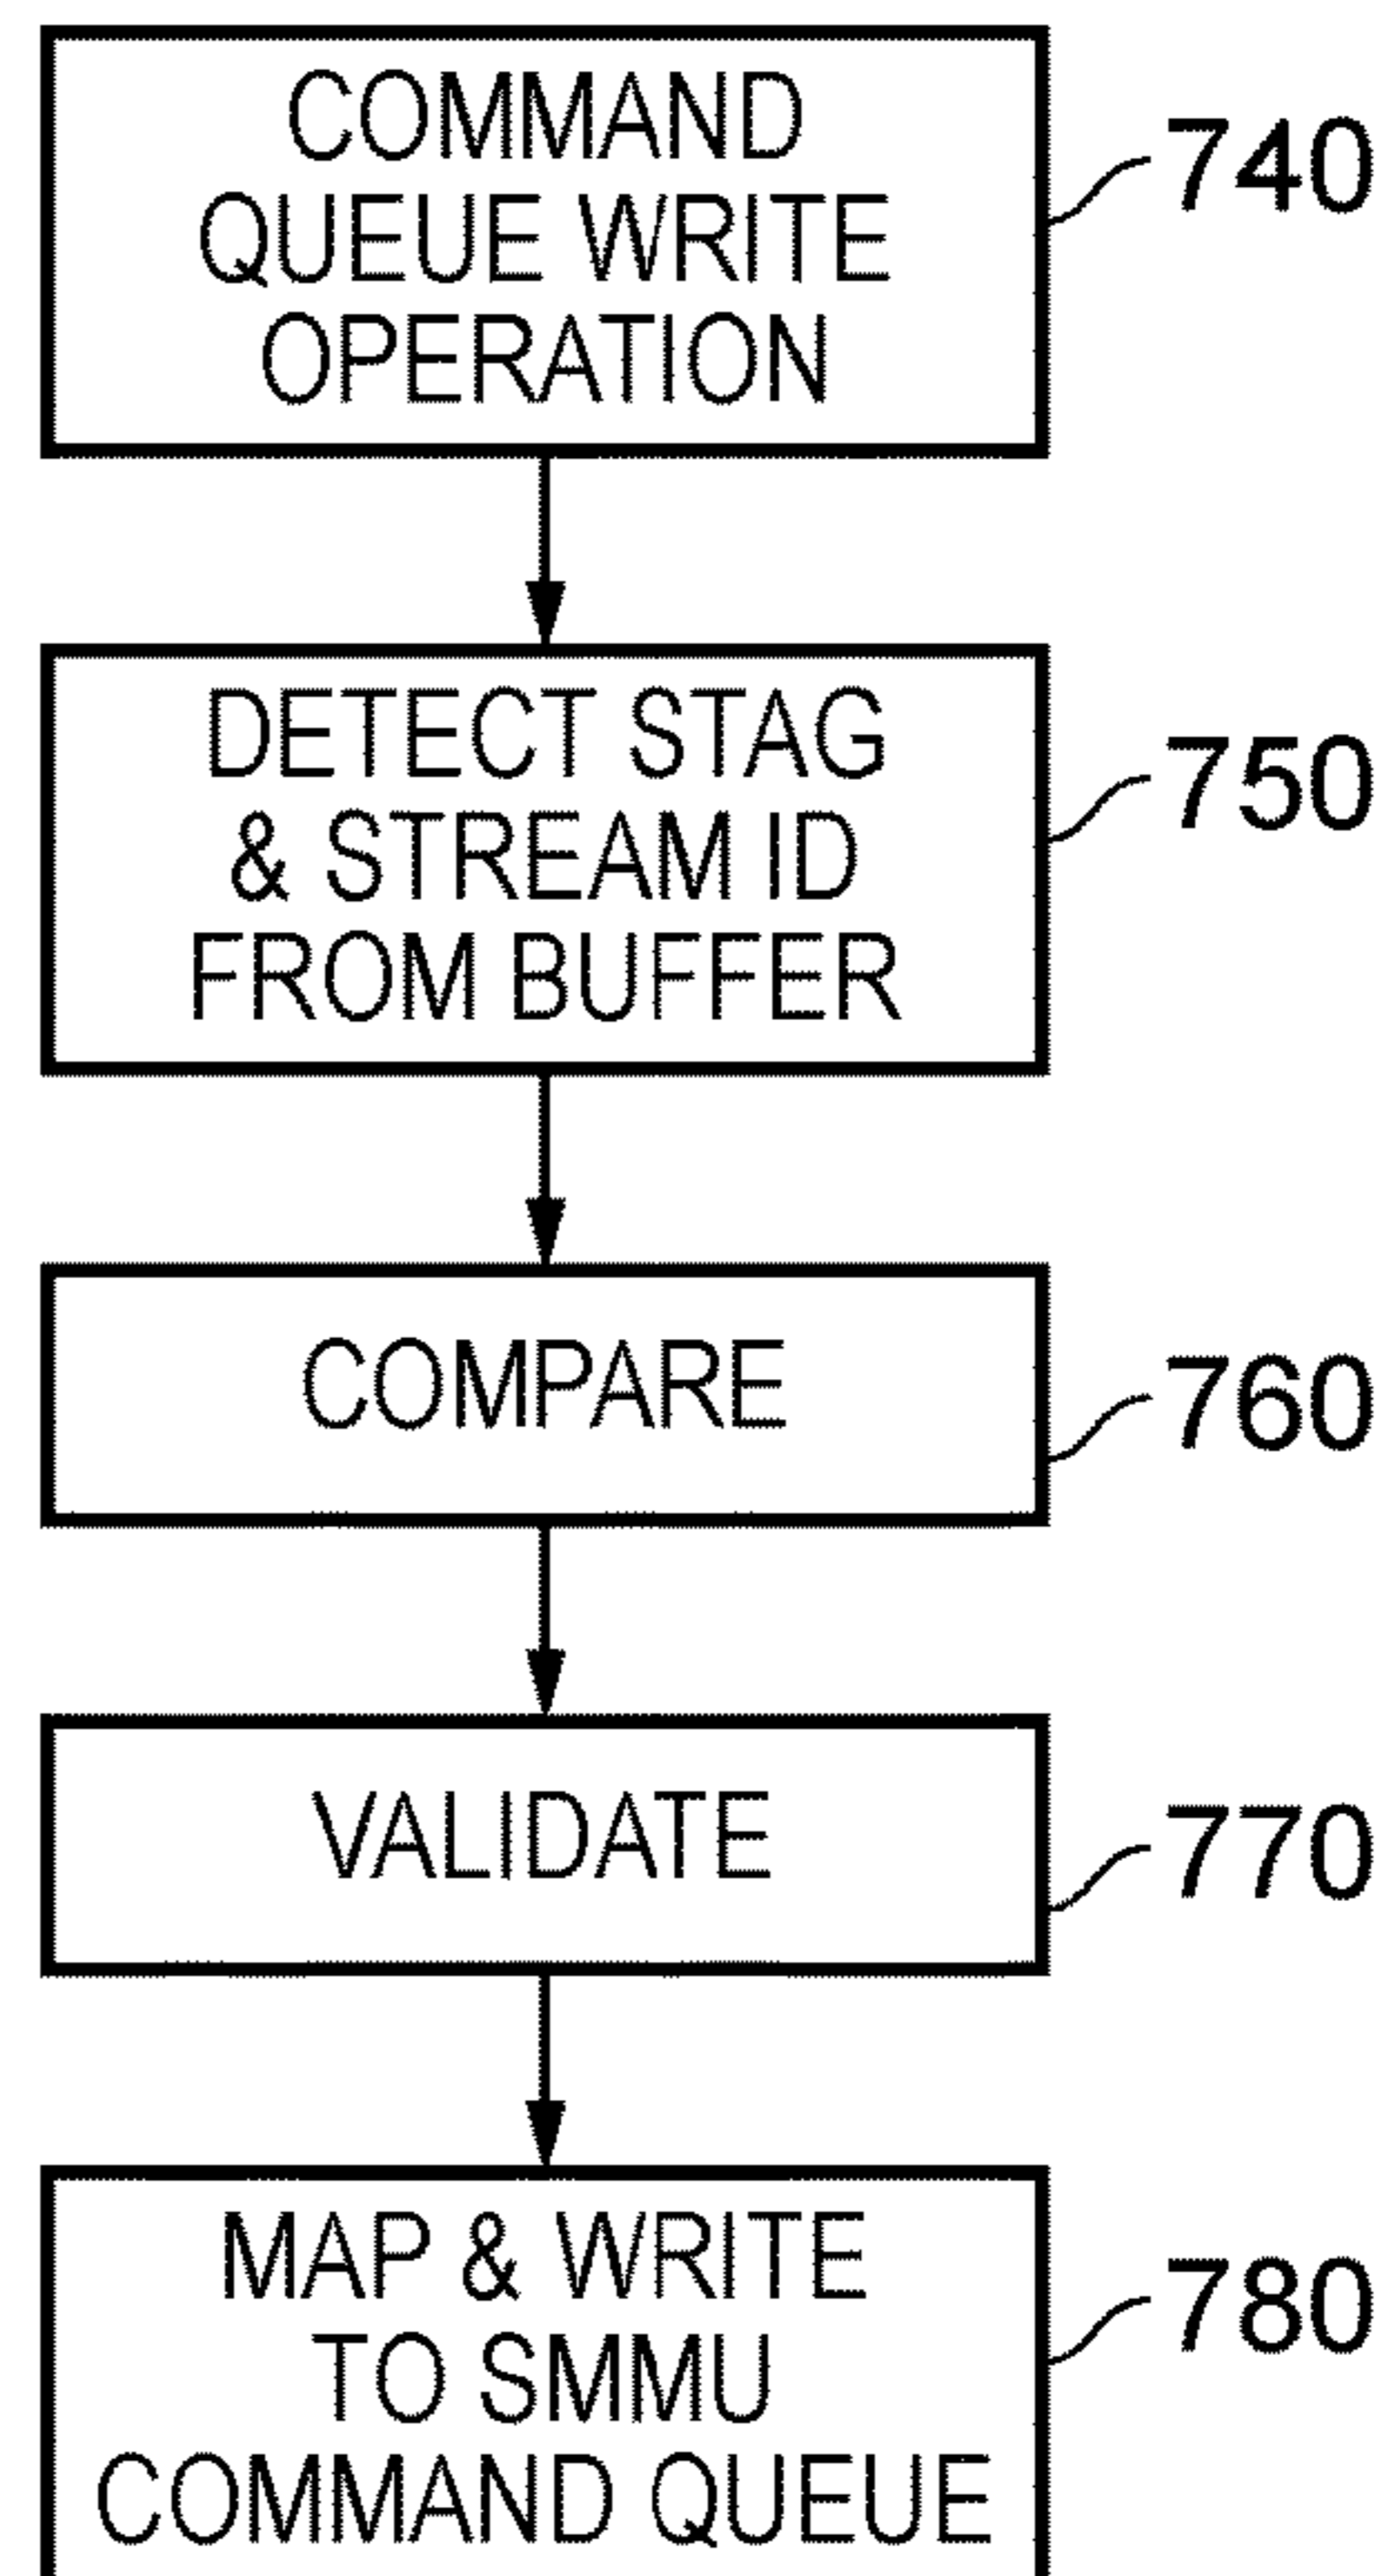 COMMAND
QUEUE WRITE
OPERATION
740
DETECT STAG
& STREAM ID
FROM BUFFER
750
COMPARE
760
VALIDATE
770
MAP & WRITE
TO SMMU
COMMAND QUEUE
780